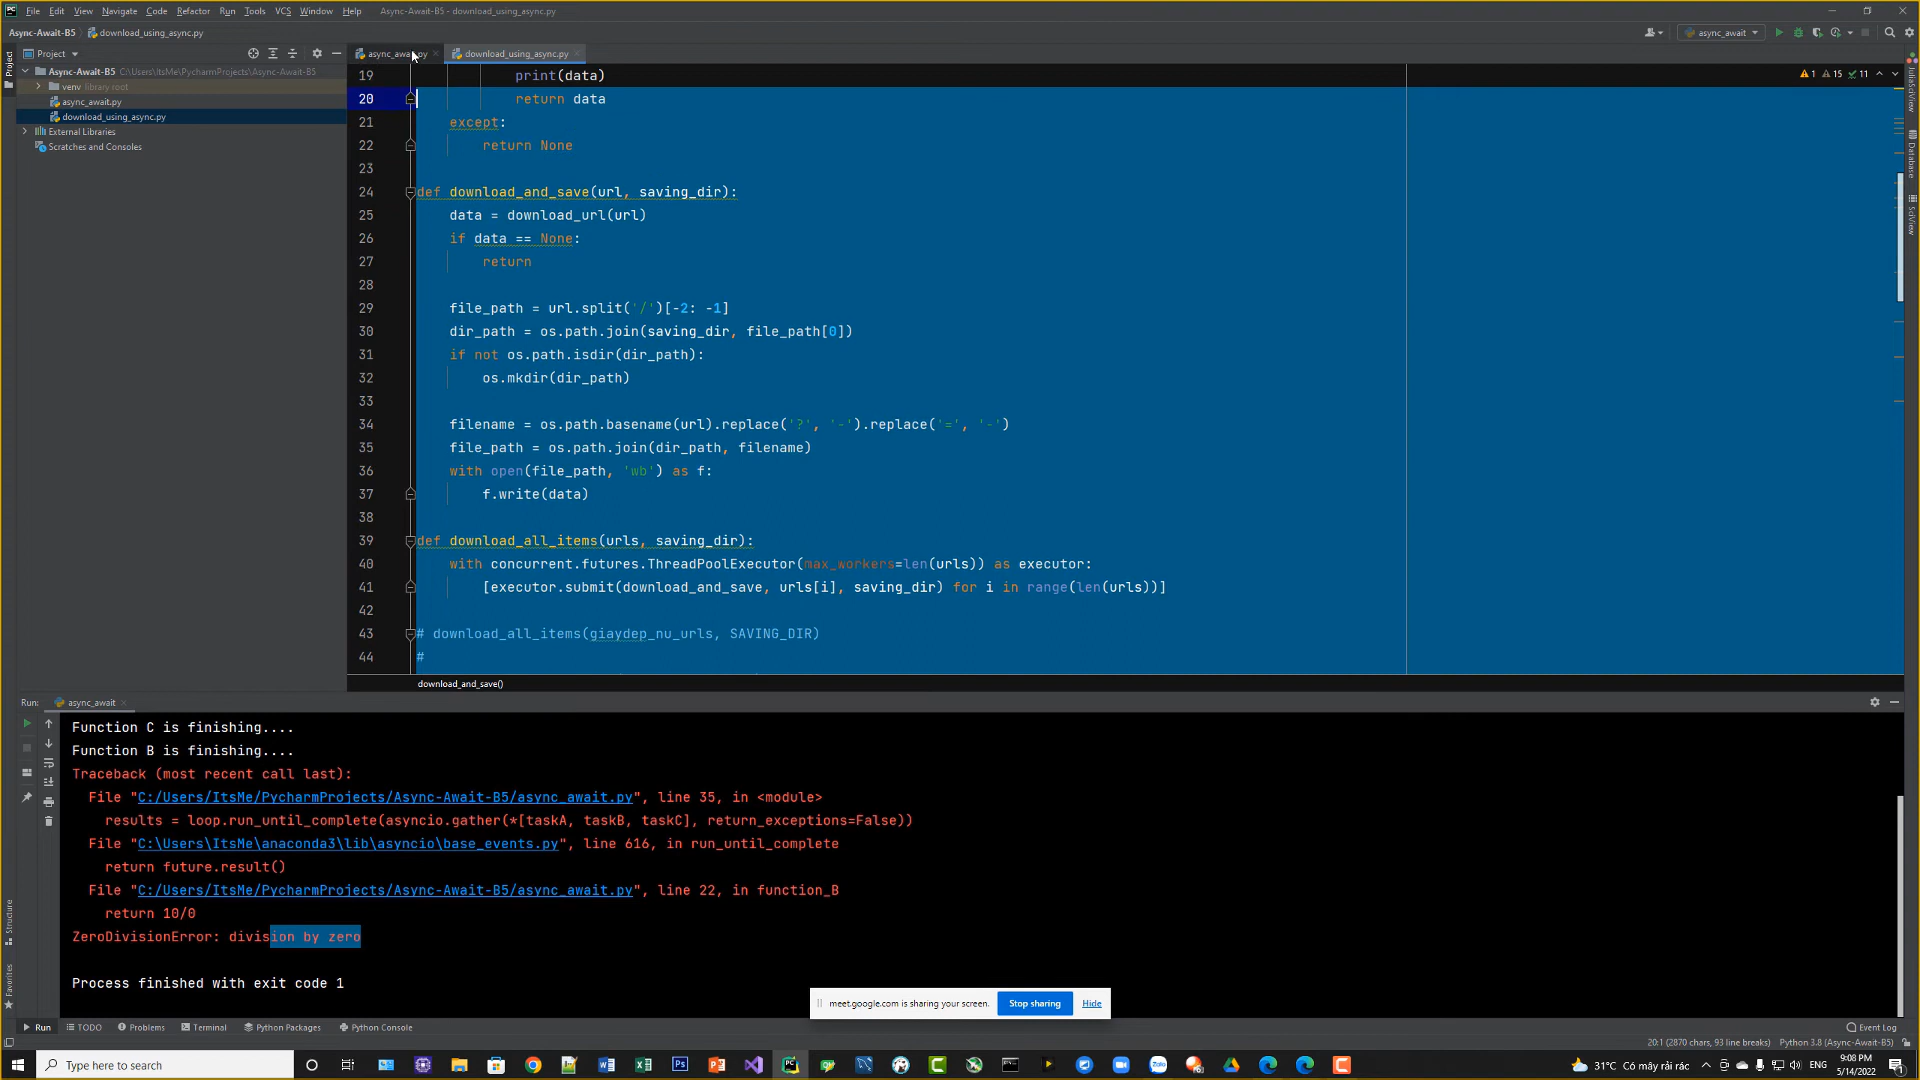 File Edit View Navigate Code Refactor Run Tools VCS Window Help Async-Await-B5 - download_using_async.py
Async-Await-B5 download_using_async.py async_await
Project async_await.py download_using_async.py
Async-Await-B5 C:\Users\ItsMe\PycharmProjects\Async-Await-B5
venv library root
async_await.py
download_using_async.py
External Libraries
Scratches and Consoles
1 15 11
19 print(data)
20 return data
21 except:
22 return None
23
24 def download_and_save(url, saving_dir):
25 data = download_url(url)
26 if data == None:
27 return
28
29 file_path = url.split('/')[-2: -1]
30 dir_path = os.path.join(saving_dir, file_path[0])
31 if not os.path.isdir(dir_path):
32 os.mkdir(dir_path)
33
34 filename = os.path.basename(url).replace('?', '-').replace('=', '-')
35 file_path = os.path.join(dir_path, filename)
36 with open(file_path, 'wb') as f:
37 f.write(data)
38
39 def download_all_items(urls, saving_dir):
40 with concurrent.futures.ThreadPoolExecutor(max_workers=len(urls)) as executor:
41 [executor.submit(download_and_save, urls[i], saving_dir) for i in range(len(urls))]
42
43 # download_all_items(giaydep_nu_urls, SAVING_DIR)
44 #
download_and_save()
Project
Structure
Favorites
JuliaSciView
Database
SciView
Run: async_await
Function C is finishing....
Function B is finishing....
Traceback (most recent call last):
File "C:/Users/ItsMe/PycharmProjects/Async-Await-B5/async_await.py", line 35, in <module>
results = loop.run_until_complete(asyncio.gather(*[taskA, taskB, taskC], return_exceptions=False))
File "C:\Users\ItsMe\anaconda3\lib\asyncio\base_events.py", line 616, in run_until_complete
return future.result()
File "C:/Users/ItsMe/PycharmProjects/Async-Await-B5/async_await.py", line 22, in function_B
return 10/0
ZeroDivisionError: division by zero
Process finished with exit code 1
meet.google.com is sharing your screen. Stop sharing Hide
Run TODO Problems Terminal Python Packages Python Console Event Log
20:1 (2870 chars, 93 line breaks) Python 3.8 (Async-Await-B5)
Type here to search
31°C Có mây rải rác ENG 9:08 PM
5/14/2022